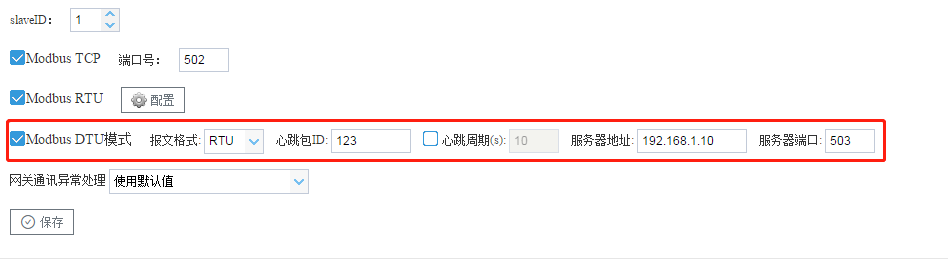 slaveID： 1
Modbus TCP 端口号： 502
Modbus RTU 配置
Modbus DTU模式 报文格式: RTU 心跳包ID: 123 心跳周期(s): 10 服务器地址: 192.168.1.10 服务器端口: 503
网关通讯异常处理 使用默认值
保存